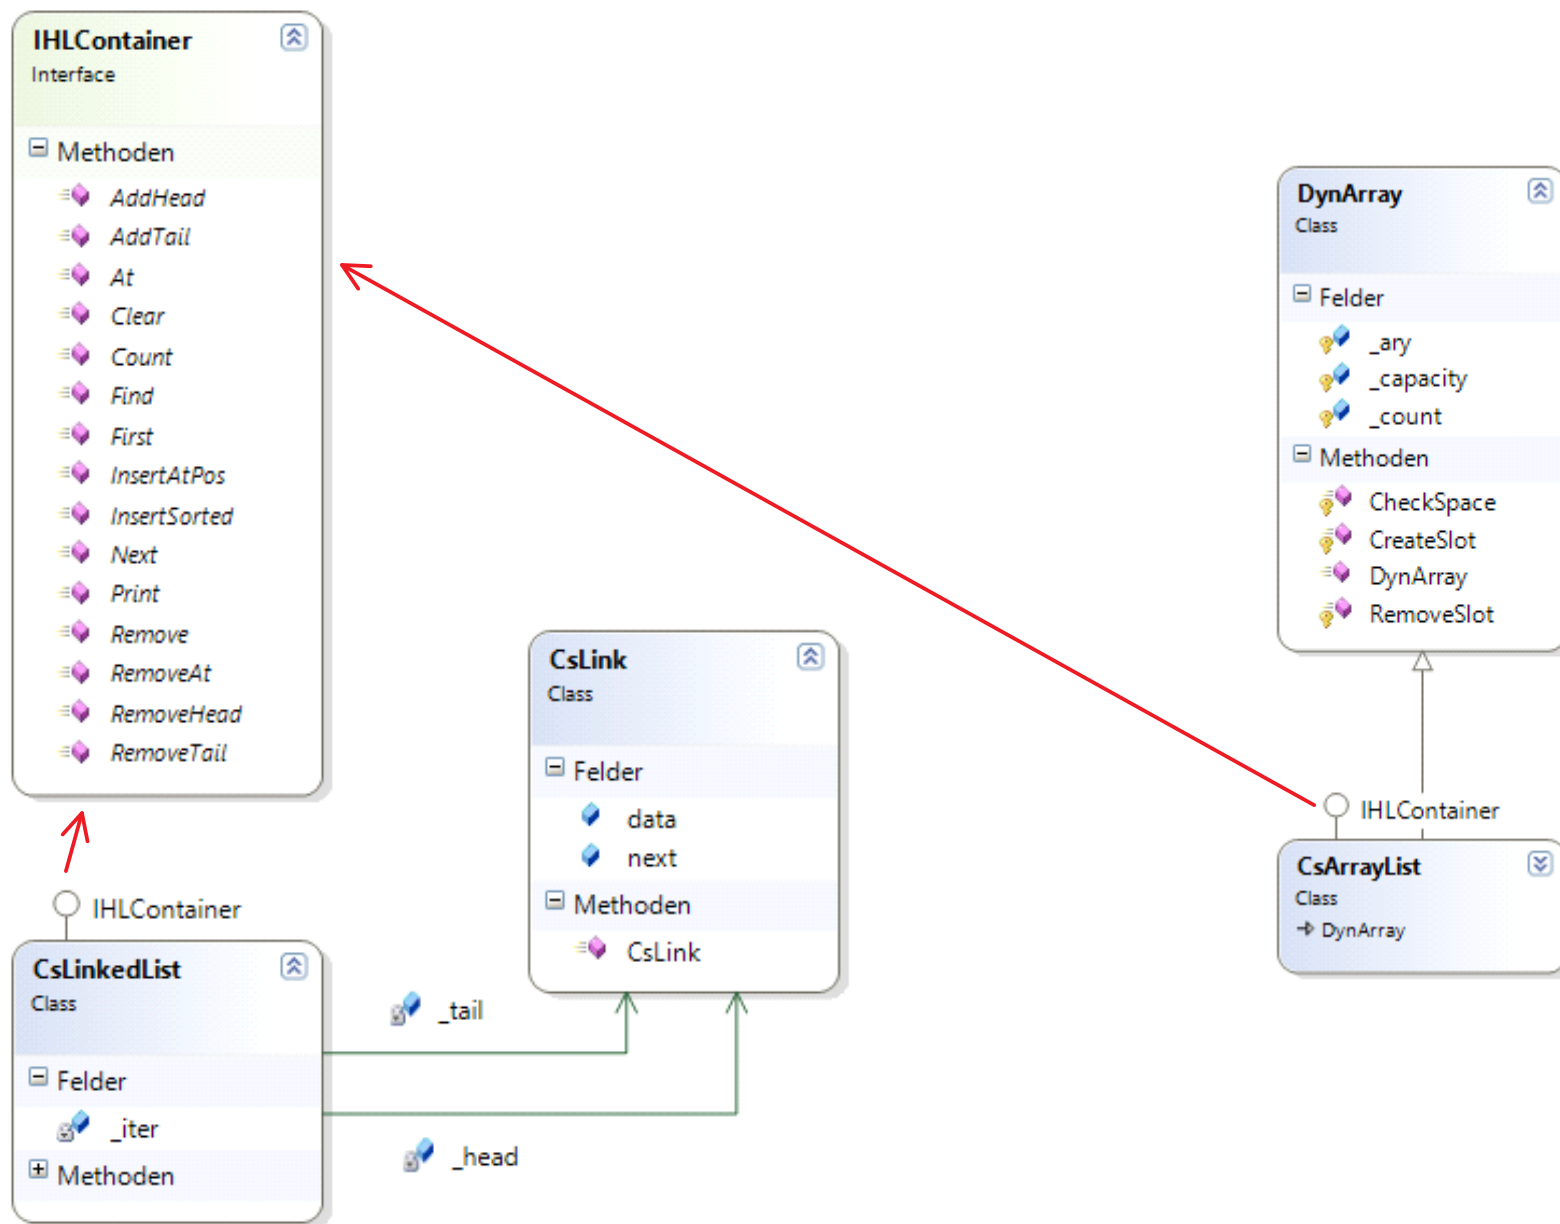 IHLContainer
Interface
Methoden
AddHead
AddTail
At
Clear
Count
Find
First
InsertAtPos
InsertSorted
Next
Print
Remove
RemoveAt
RemoveHead
RemoveTail
IHLContainer
CsLinkedList
Class
Felder
_iter
Methoden
_tail
_head
CsLink
Class
Felder
data
next
Methoden
CsLink
DynArray
Class
Felder
_ary
_capacity
_count
Methoden
CheckSpace
CreateSlot
DynArray
RemoveSlot
IHLContainer
CsArrayList
Class
DynArray